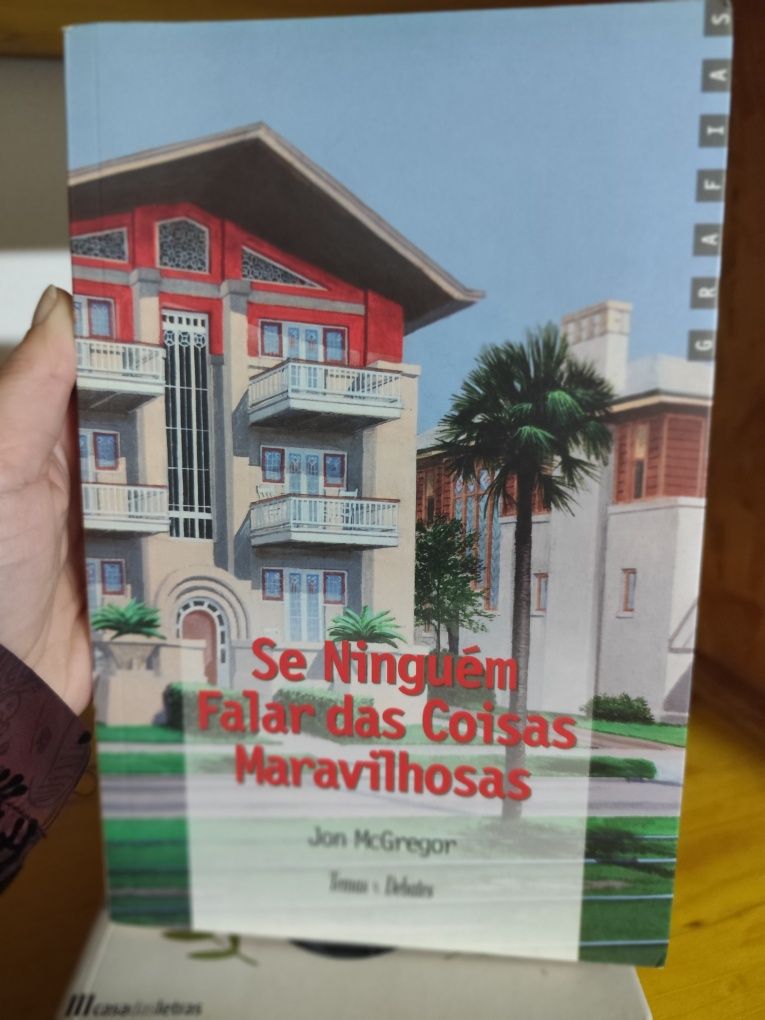 GRAFIAS
Se Ninguém
Falar das Coisas
Maravilhosas
Jon McGregor
Temas e Debates
casadasletras